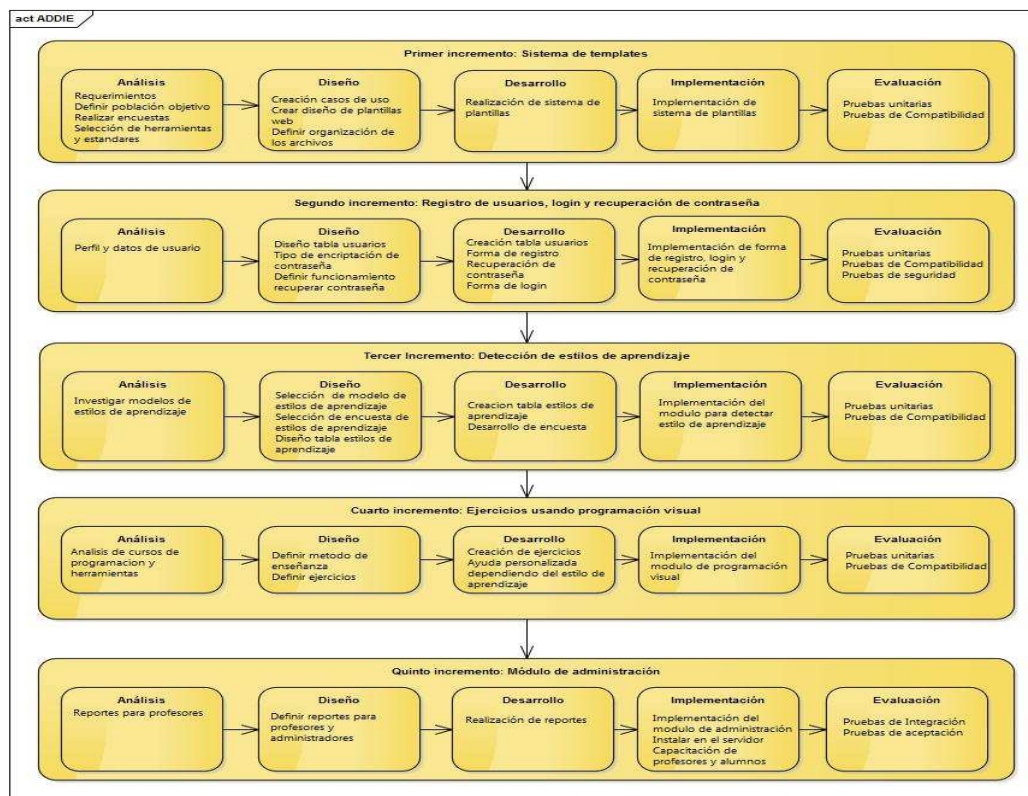 act ADDIE
Primer incremento: Sistema de templates
Análisis
Requerimientos
Definir población objetivo
Realizar encuestas
Selección de herramientas
y estandares
Diseño
Creación casos de uso
Crear diseño de plantillas
web
Definir organización de
los archivos
Desarrollo
Realización de sistema de
plantillas
Implementación
Implementación de
sistema de plantillas
Evaluación
Pruebas unitarias
Pruebas de Compatibilidad
Segundo incremento: Registro de usuarios, login y recuperación de contraseña
Análisis
Perfil y datos de usuario
Diseño
Diseño tabla usuarios
Tipo de encriptación de
contraseña
Definir funcionamiento
recuperar contraseña
Desarrollo
Creación tabla usuarios
Forma de registro
Recuperación de
contraseña
Forma de login
Implementación
Implementación de forma
de registro, login y
recuperación de
contraseña
Evaluación
Pruebas unitarias
Pruebas de Compatibilidad
Pruebas de seguridad
Tercer Incremento: Detección de estilos de aprendizaje
Análisis
Investigar modelos de
estilos de aprendizaje
Diseño
Selección de modelo de
estilos de aprendizaje
Selección de encuesta de
estilos de aprendizaje
Diseño tabla estilos de
aprendizaje
Desarrollo
Creacion tabla estilos de
aprendizaje
Desarrollo de encuesta
Implementación
Implementación del
modulo para detectar
estilo de aprendizaje
Evaluación
Pruebas unitarias
Pruebas de Compatibilidad
Cuarto incremento: Ejercicios usando programación visual
Análisis
Analisis de cursos de
programacion y
herramientas
Diseño
Definir metodo de
enseñanza
Definir ejercicios
Desarrollo
Creación de ejercicios
Ayuda personalizada
dependiendo del estilo de
aprendizaje
Implementación
Implementación del
modulo de programación
visual
Evaluación
Pruebas unitarias
Pruebas de Compatibilidad
Quinto incremento: Módulo de administración
Análisis
Reportes para profesores
Diseño
Definir reportes para
profesores y
administradores
Desarrollo
Realización de reportes
Implementación
Implementación del
modulo de administración
Instalar en el servidor
Capacitación de
profesores y alumnos
Evaluación
Pruebas de Integración
Pruebas de aceptación